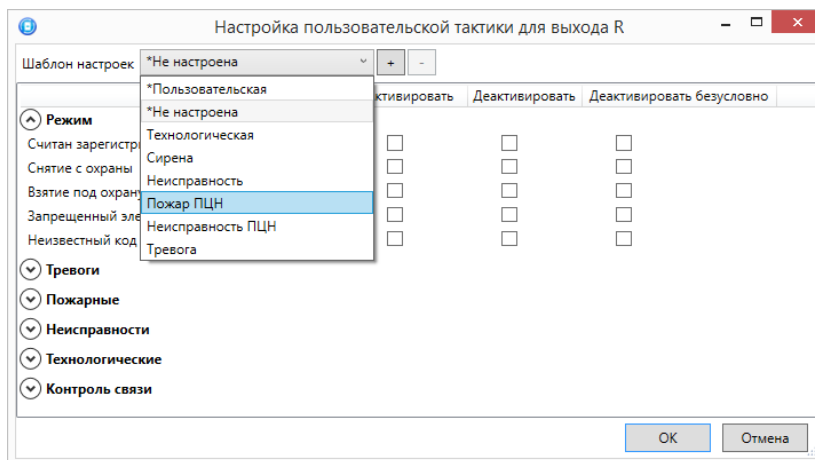 Настройка пользовательской тактики для выхода R
Шаблон настроек *Не настроена + -
*Пользовательская
*Не настроена
Технологическая
Сирена
Неисправность
Пожар ПЦН
Неисправность ПЦН
Тревога
ктивировать Деактивировать Деактивировать безусловно
Режим
Считан зарегистр
Снятие с охраны
Взятие под охран
Запрещенный эле
Неизвестный код
Тревоги
Пожарные
Неисправности
Технологические
Контроль связи
OK Отмена